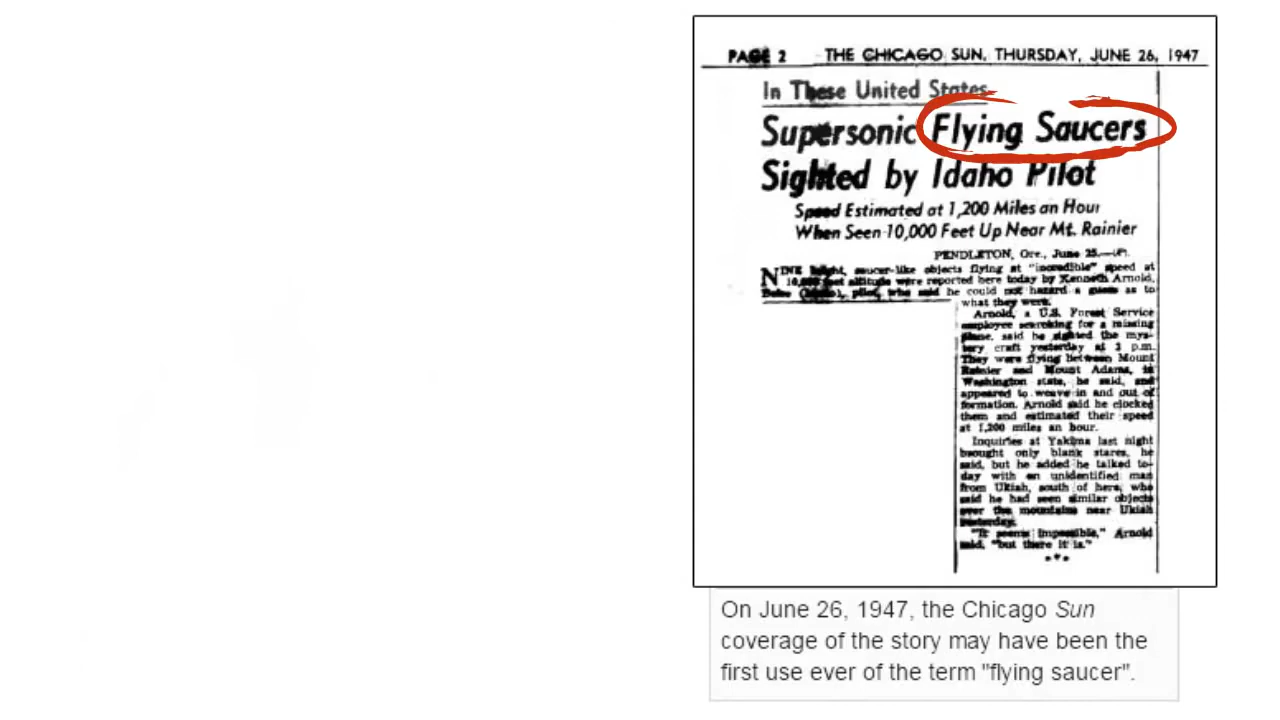 PAGE 2 THE CHICAGO SUN, THURSDAY, JUNE 26, 1947
In These United States
Supersonic Flying Saucers
Sighted by Idaho Pilot
Speed Estimated at 1,200 Miles an Hour
When Seen 10,000 Feet Up Near Mt. Rainier
PENDLETON, Ore., June 25.—(AP).
NINE bright, saucer-like objects flying at "incredible" speed at
10,000 feet altitude were reported here today by Kenneth Arnold,
Boise (Idaho), pilot, who said he could not hazard a guess as to
what they were.
Arnold, a U.S. Forest Service
employee searching for a missing
plane, said he sighted the mys-
tery craft yesterday at 3 p.m.
They were flying between Mount
Rainier and Mount Adams, in
Washington state, he said, and
appeared to weave in and out of
formation. Arnold said he clocked
them and estimated their speed
at 1,200 miles an hour.
Inquiries at Yakima last night
brought only blank stares, he
said, but he added he talked to-
day with an unidentified man
from Ukiah, south of here, who
said he had seen similar objects
over the mountains near Ukiah
yesterday.
"It seems impossible," Arnold
said, "but there it is."
On June 26, 1947, the Chicago Sun
coverage of the story may have been the
first use ever of the term "flying saucer".